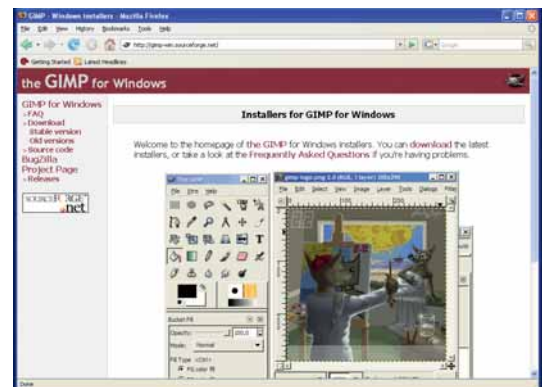 GIMP - Windows installers - Mozilla Firefox
File Edit View History Bookmarks Tools Help
http://gimp-win.sourceforge.net/
Getting Started Latest Headlines
the GIMP for Windows
GIMP for Windows
FAQ
Download
Stable version
Old versions
Source code
BugZilla
Project Page
Releases
SOURCEFORGE
.net
Installers for GIMP for Windows
Welcome to the homepage of the GIMP for Windows installers. You can download the latest
installers, or take a look at the Frequently Asked Questions if you're having problems.
File Xtns Help
File Edit Select View Image Layer Tools Dialogs Filters
Bucket Fill
Opacity: 100,0
Mode: Normal
Fill Type <Ctrl>
FG color fill
Done